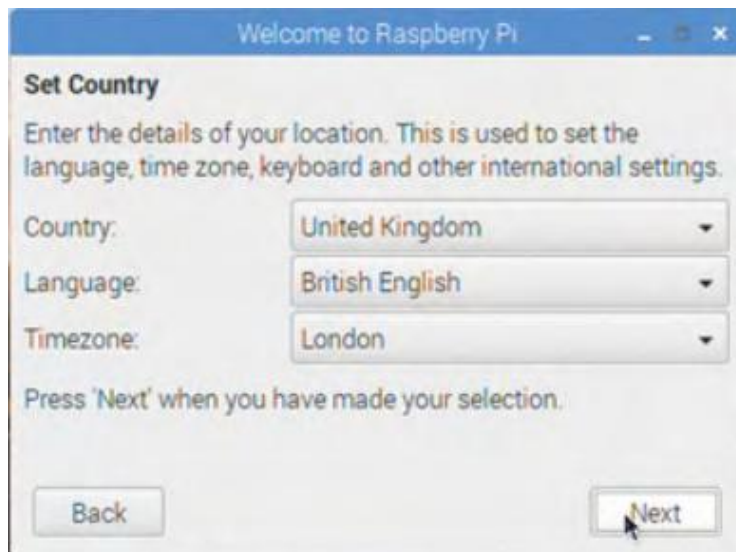 Welcome to Raspberry Pi
Set Country
Enter the details of your location. This is used to set the
language, time zone, keyboard and other international settings.
Country: United Kingdom
Language: British English
Timezone: London
Press 'Next' when you have made your selection.
Back Next